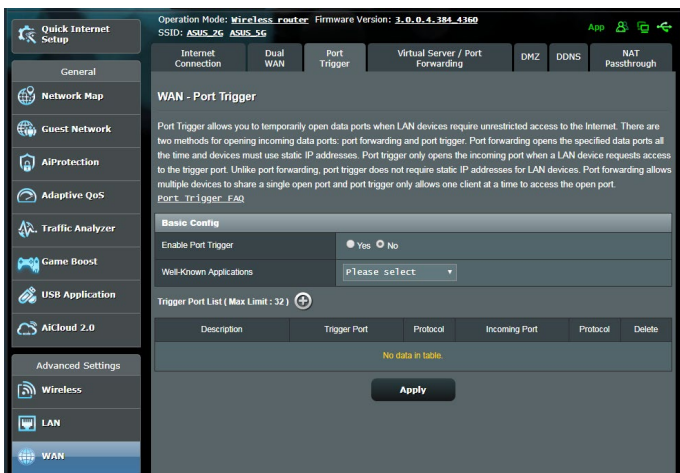 Quick Internet
Setup
General
Network Map
Guest Network
AiProtection
Adaptive QoS
Traffic Analyzer
Game Boost
USB Application
AiCloud 2.0
Advanced Settings
Wireless
LAN
WAN
Operation Mode: Wireless router Firmware Version: 3.0.0.4.384_4360
SSID: ASUS_2G ASUS_5G
App
Internet Connection
Dual WAN
Port Trigger
Virtual Server / Port Forwarding
DMZ
DDNS
NAT Passthrough
WAN - Port Trigger
Port Trigger allows you to temporarily open data ports when LAN devices require unrestricted access to the Internet. There are
two methods for opening incoming data ports: port forwarding and port trigger. Port forwarding opens the specified data ports all
the time and devices must use static IP addresses. Port trigger only opens the incoming port when a LAN device requests access
to the trigger port. Unlike port forwarding, port trigger does not require static IP addresses for LAN devices. Port forwarding allows
multiple devices to share a single open port and port trigger only allows one client at a time to access the open port.
Port Trigger FAQ
Basic Config
Enable Port Trigger Yes No
Well-Known Applications Please select
Trigger Port List ( Max Limit : 32 )
Description Trigger Port Protocol Incoming Port Protocol Delete
No data in table.
Apply